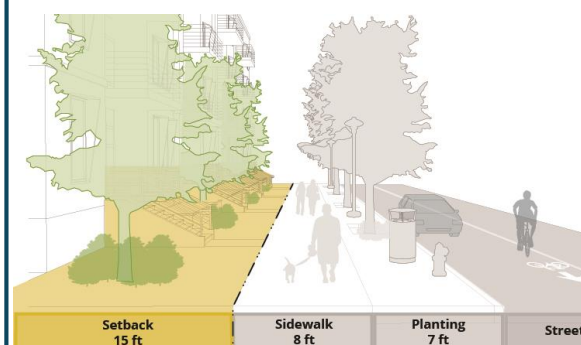 Setback
15 ft
Sidewalk
8 ft
Planting
7 ft
Street